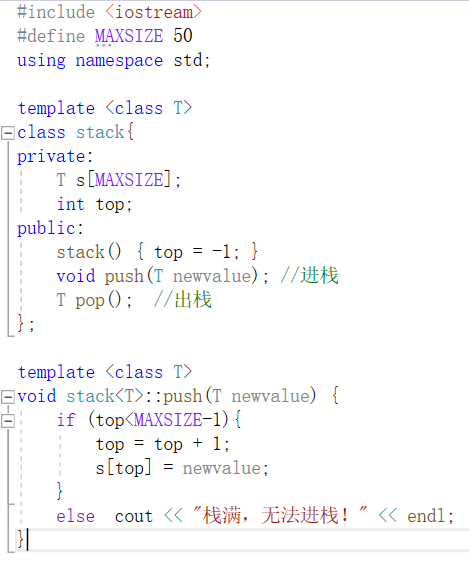 #include <iostream>
#define MAXSIZE 50
using namespace std;
template <class T>
class stack{
private:
T s[MAXSIZE];
int top;
public:
stack() { top = -1; }
void push(T newvalue); //进栈
T pop();  //出栈
};
template <class T>
void stack<T>::push(T newvalue) {
if (top<MAXSIZE-1){
top = top + 1;
s[top] = newvalue;
}
else  cout << "栈满，无法进栈！" << endl;
}